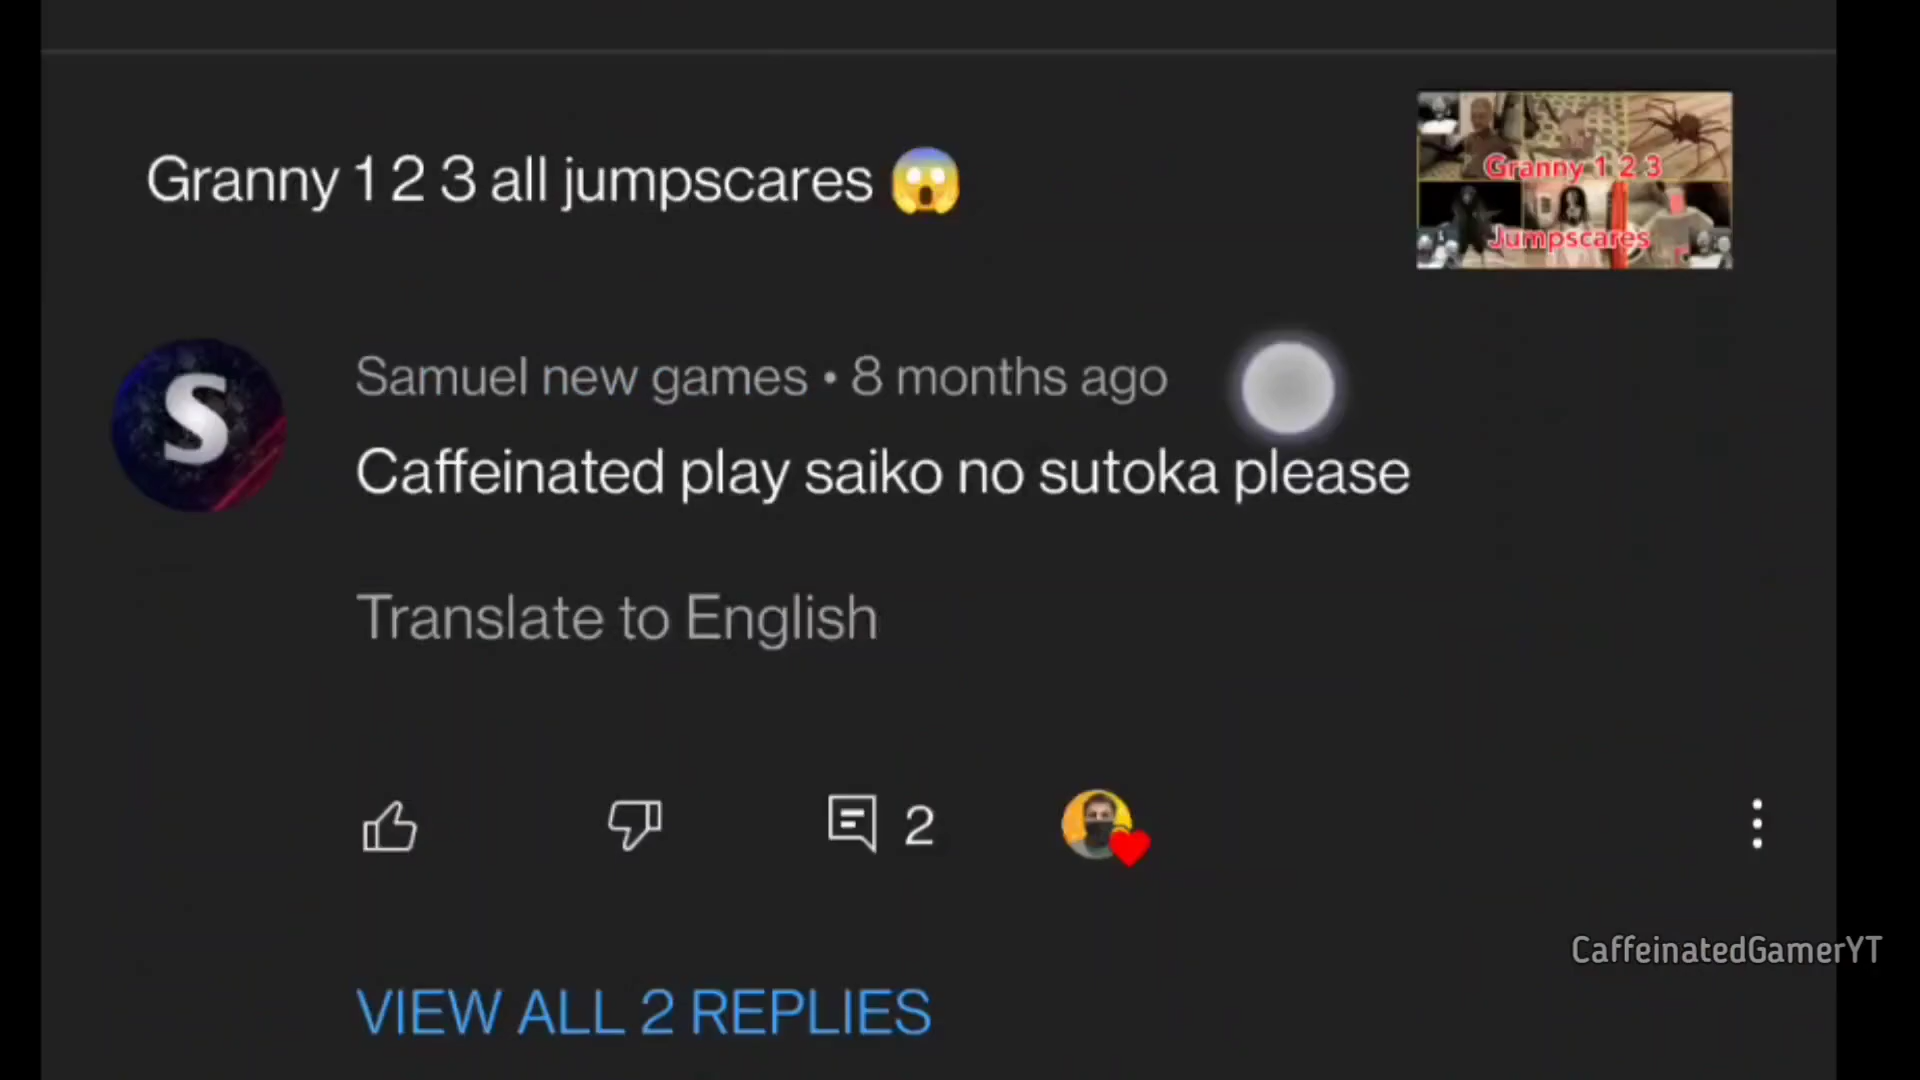 Granny 1 2 3 all jumpscares 😱
Granny 1 2 3
Jumpscares
S
Samuel new games • 8 months ago
Caffeinated play saiko no sutoka please
Translate to English
2
CaffeinatedGamerYT
VIEW ALL 2 REPLIES